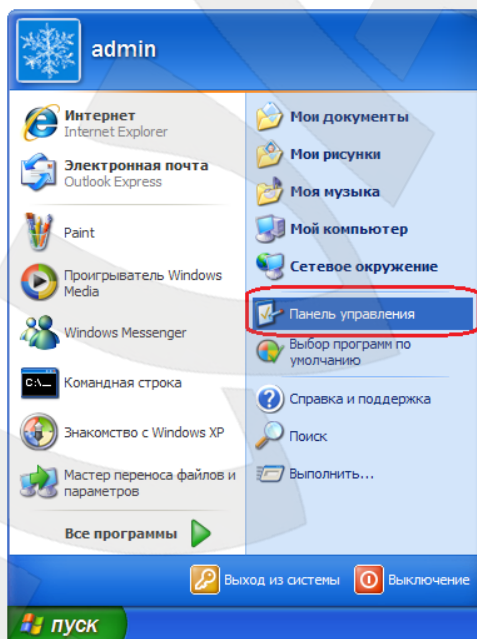 admin
Интернет
Internet Explorer
Электронная почта
Outlook Express
Paint
Проигрыватель Windows
Media
Windows Messenger
C:\_
Командная строка
Знакомство с Windows XP
Мастер переноса файлов и
параметров
Все программы
Мои документы
Мои рисунки
Моя музыка
Мой компьютер
Сетевое окружение
Панель управления
Выбор программ по
умолчанию
Справка и поддержка
Поиск
Выполнить...
Выход из системы
Выключение
пуск